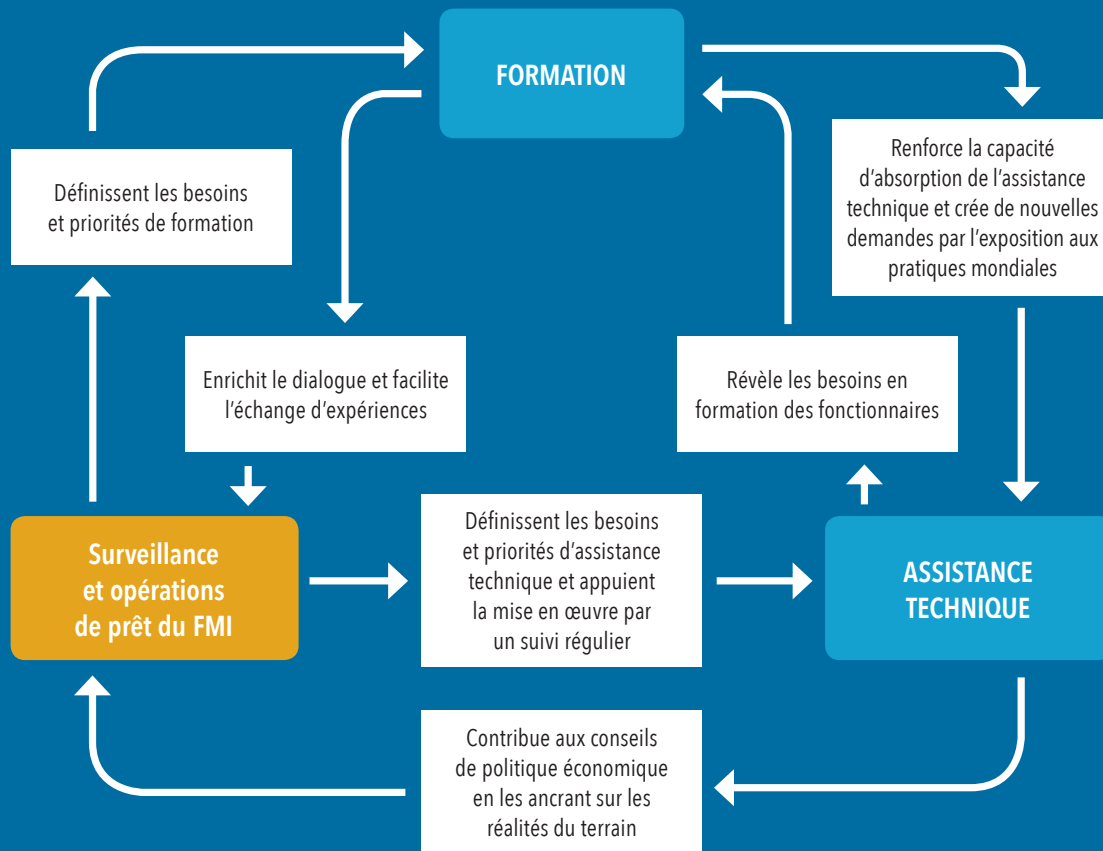 FORMATION
Définissent les besoins
et priorités de formation
Renforce la capacité
d'absorption de l'assistance
technique et crée de nouvelles
demandes par l'exposition aux
pratiques mondiales
Enrichit le dialogue et facilite
l'échange d'expériences
Révèle les besoins en
formation des fonctionnaires
Surveillance
et opérations
de prêt du FMI
Définissent les besoins
et priorités d'assistance
technique et appuient
la mise en œuvre par
un suivi régulier
ASSISTANCE
TECHNIQUE
Contribue aux conseils
de politique économique
en les ancrant sur les
réalités du terrain